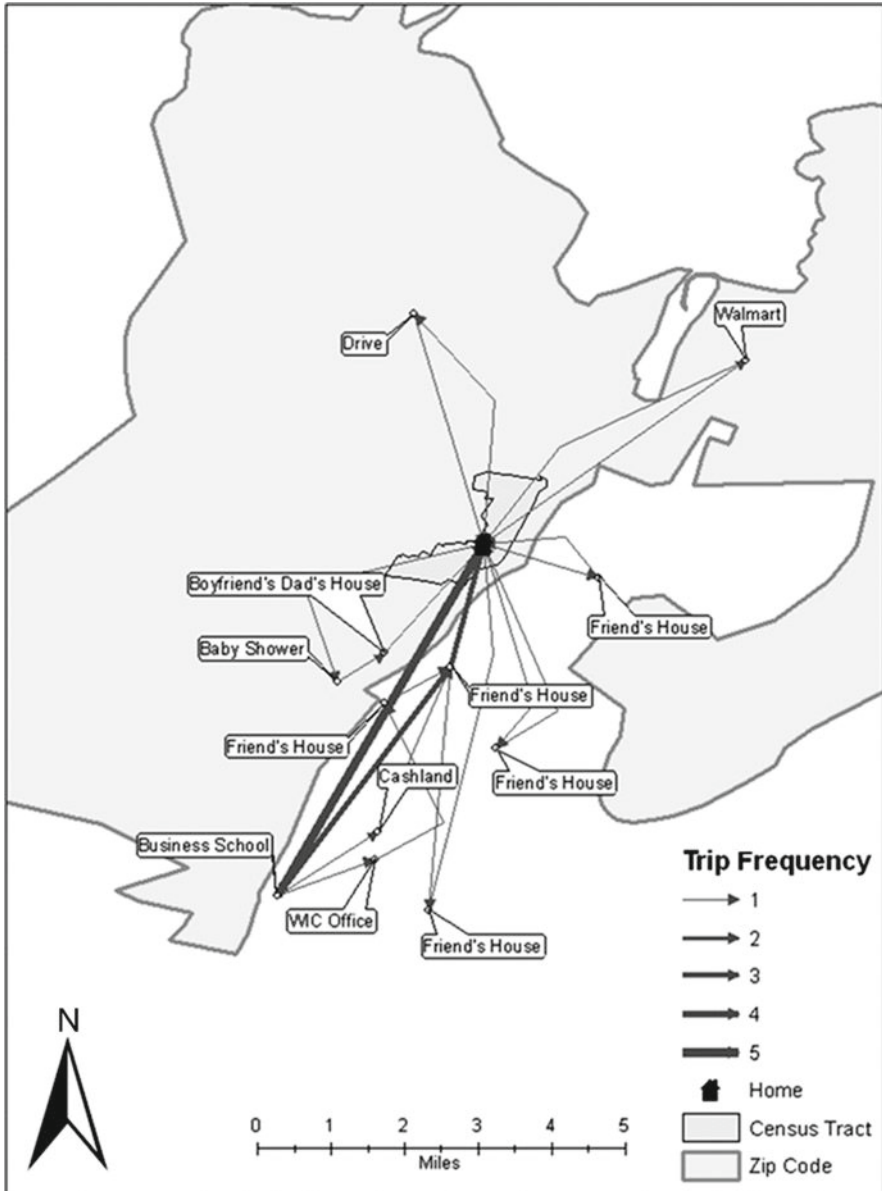 Walmart
Drive
Boyfriend's Dad's House
Friend's House
Baby Shower
Friend's House
Friend's House
Cashland
Friend's House
Business School
WIC Office
Friend's House
Trip Frequency
1
2
3
4
5
Home
Census Tract
Zip Code
N
0 1 2 3 4 5
Miles